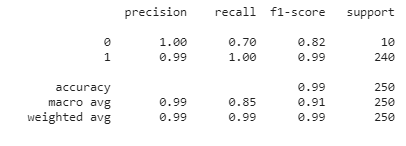 precision recall f1-score support
0 1.00 0.70 0.82 10
1 0.99 1.00 0.99 240
accuracy 0.99 250
macro avg 0.99 0.85 0.91 250
weighted avg 0.99 0.99 0.99 250